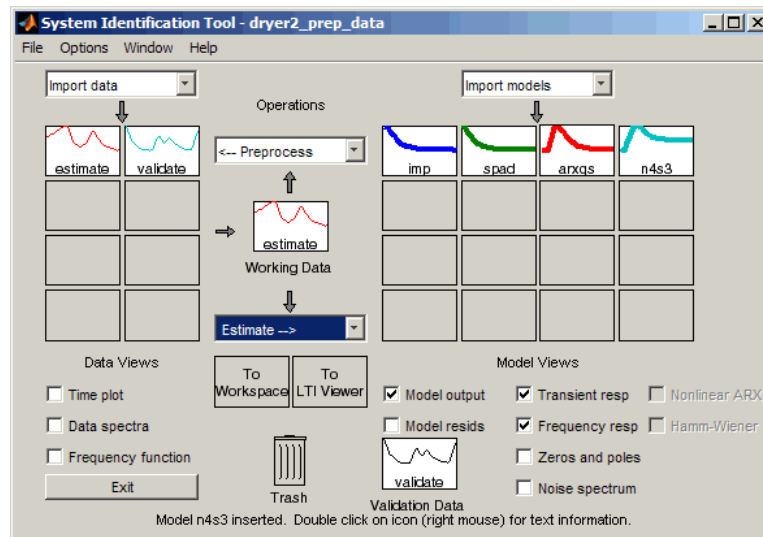 System Identification Tool - dryer2_prep_data
File Options Window Help
Import data
Import models
Operations
estimate
validate
<-- Preprocess
imp
spad
arxqs
n4s3
estimate
Working Data
Estimate -->
Data Views
Model Views
To Workspace
To LTI Viewer
Time plot
Model output
Transient resp
Nonlinear ARX
Data spectra
Model resids
Frequency resp
Hamm-Wiener
Frequency function
Zeros and poles
Exit
Trash
validate
Noise spectrum
Validation Data
Model n4s3 inserted. Double click on icon (right mouse) for text information.